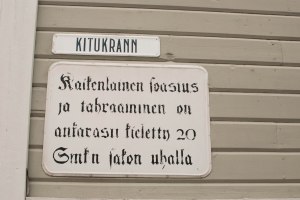 KITUKRANN
Kaikenlainen soastus
ja tahraaminen on
ankarasti kielletty 20
Smk:n sakon uhalla